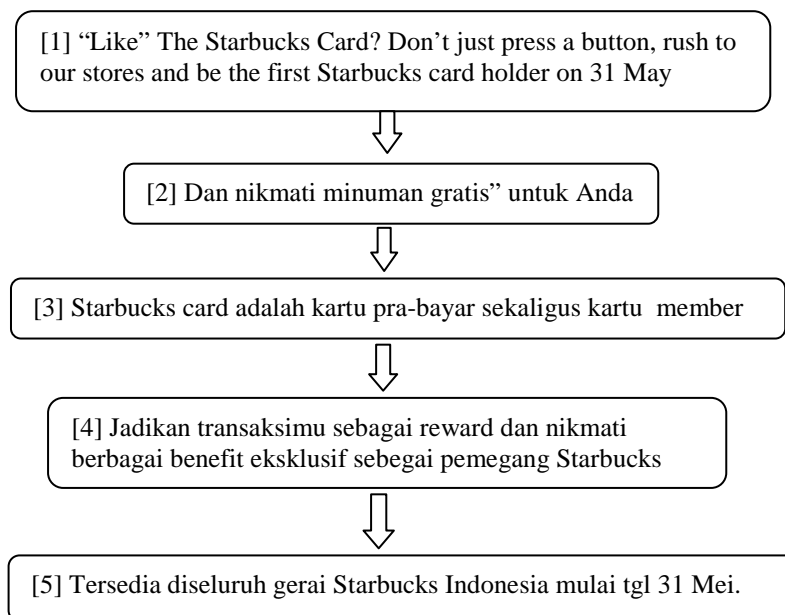 [1] “Like” The Starbucks Card? Don’t just press a button, rush to
our stores and be the first Starbucks card holder on 31 May
[2] Dan nikmati minuman gratis” untuk Anda
[3] Starbucks card adalah kartu pra-bayar sekaligus kartu member
[4] Jadikan transaksimu sebagai reward dan nikmati
berbagai benefit eksklusif sebegai pemegang Starbucks
[5] Tersedia diseluruh gerai Starbucks Indonesia mulai tgl 31 Mei.